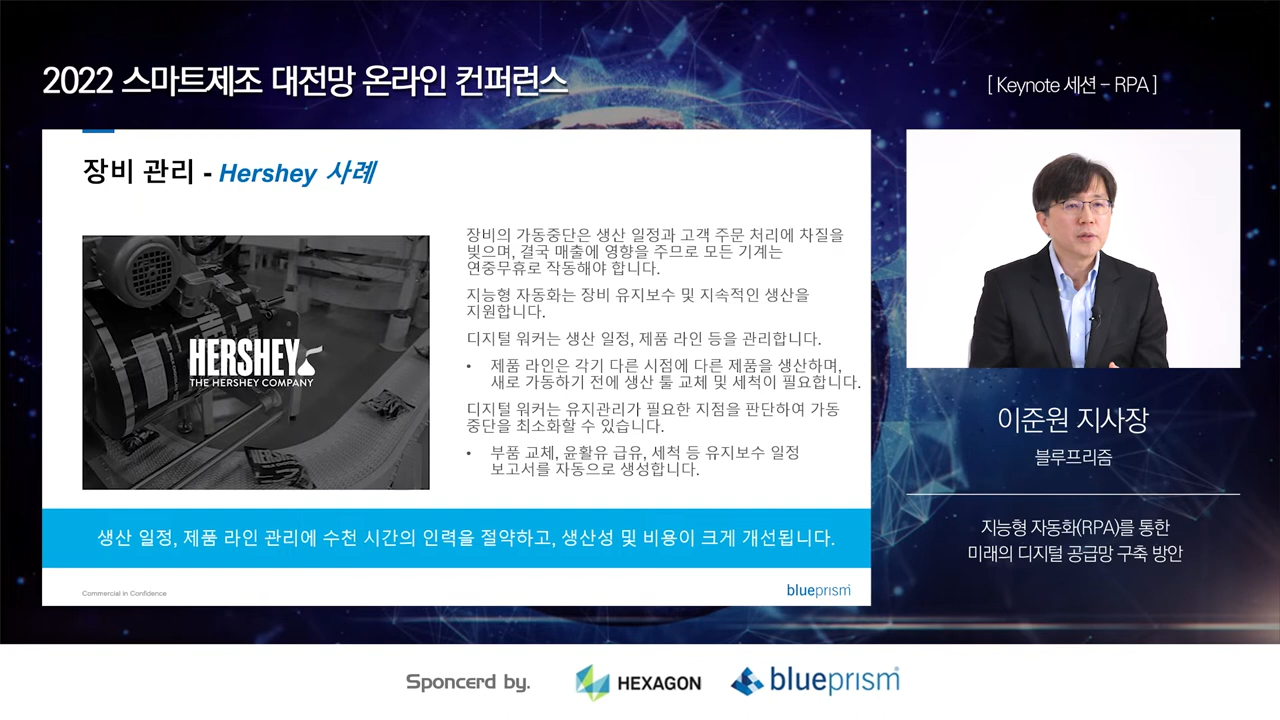 2022 스마트제조 대전망 온라인 컨퍼런스
[ Keynote 세션 - RPA ]
장비 관리 - Hershey 사례
HERSHEY
THE HERSHEY COMPANY
장비의 가동중단은 생산 일정과 고객 주문 처리에 차질을
빚으며, 결국 매출에 영향을 주므로 모든 기계는
연중무휴로 작동해야 합니다.
지능형 자동화는 장비 유지보수 및 지속적인 생산을
지원합니다.
디지털 워커는 생산 일정, 제품 라인 등을 관리합니다.
• 제품 라인은 각기 다른 시점에 다른 제품을 생산하며,
새로 가동하기 전에 생산 툴 교체 및 세척이 필요합니다.
디지털 워커는 유지관리가 필요한 지점을 판단하여 가동
중단을 최소화할 수 있습니다.
• 부품 교체, 윤활유 급유, 세척 등 유지보수 일정
보고서를 자동으로 생성합니다.
생산 일정, 제품 라인 관리에 수천 시간의 인력을 절약하고, 생산성 및 비용이 크게 개선됩니다.
Commercial in Confidence
blueprism
이준원 지사장
블루프리즘
지능형 자동화(RPA)를 통한
미래의 디지털 공급망 구축 방안
Sponcerd by.
HEXAGON
blueprism